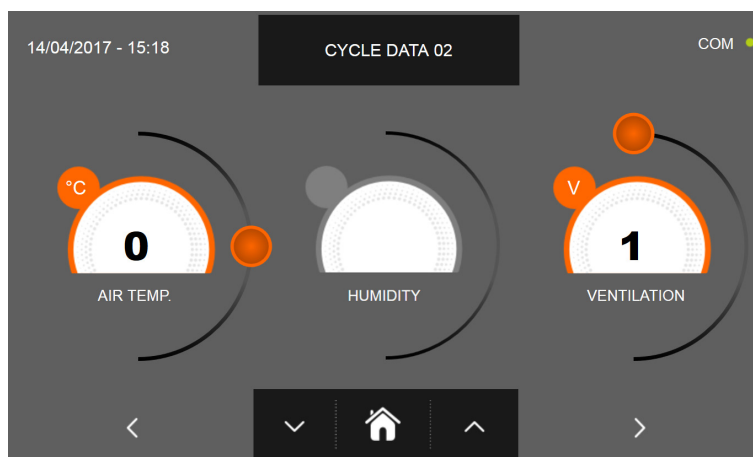 14/04/2017 - 15:18
CYCLE DATA 02
COM
°C
V
0
1
AIR TEMP.
HUMIDITY
VENTILATION